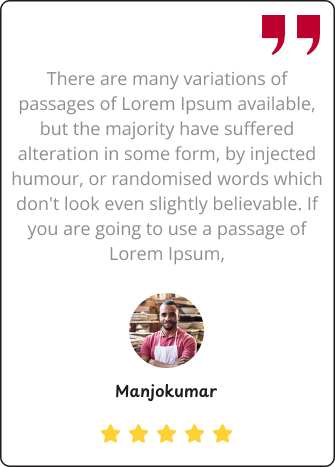 There are many variations of
passages of Lorem Ipsum available,
but the majority have suffered
alteration in some form, by injected
humour, or randomised words which
don't look even slightly believable. If
you are going to use a passage of
Lorem Ipsum,
Manjokumar